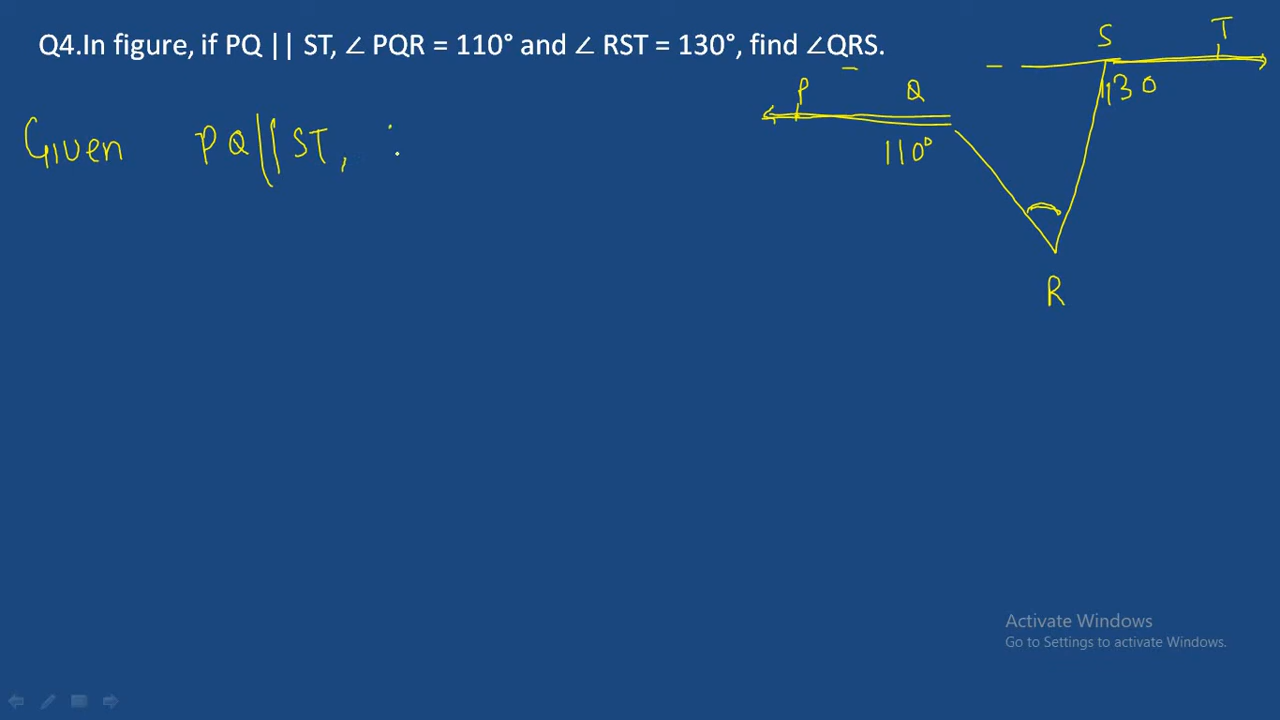 Q4.In figure, if PQ || ST, ∠ PQR = 110° and ∠ RST = 130°, find ∠QRS.
S T
P Q 130
Given PQ || ST, :
110°
R
Activate Windows
Go to Settings to activate Windows.